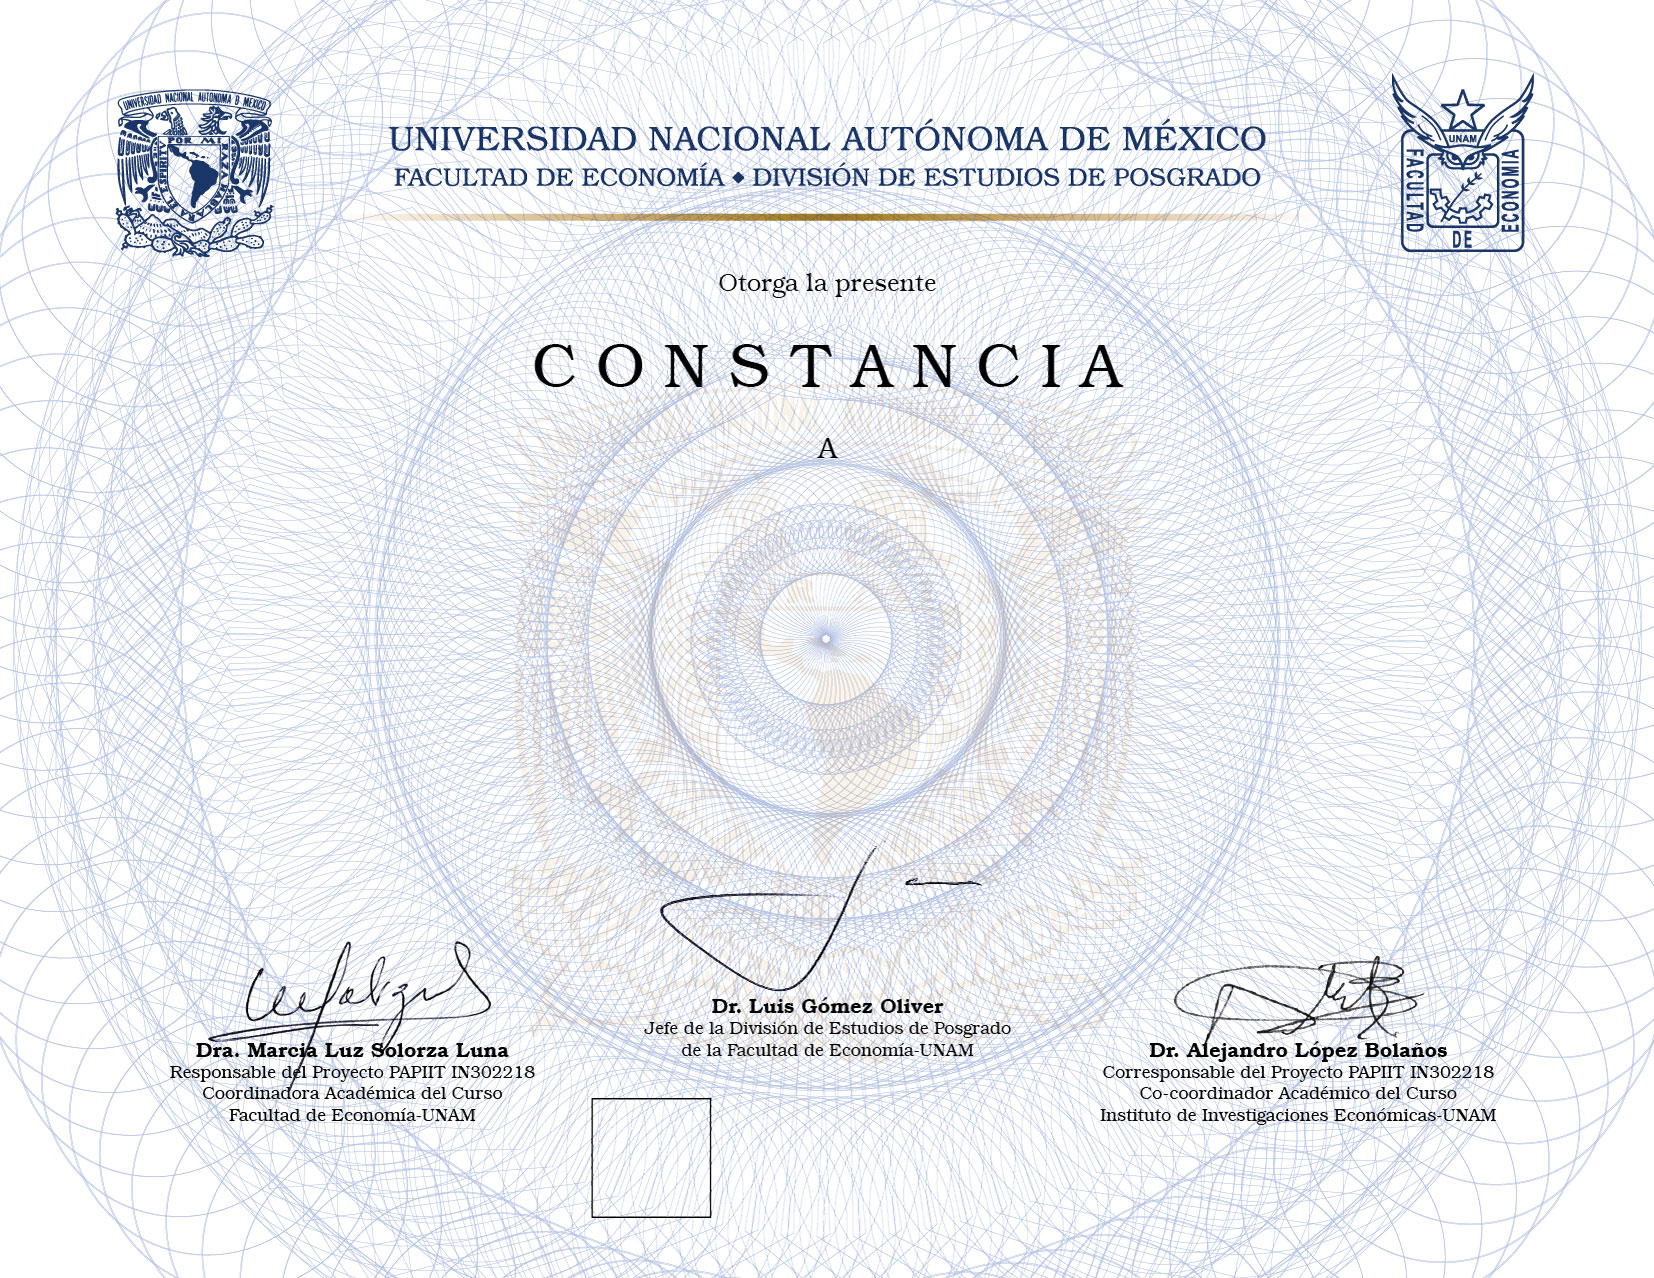 UNIVERSIDAD NACIONAL AUTÓNOMA DE MÉXICO
FACULTAD DE ECONOMÍA ◆ DIVISIÓN DE ESTUDIOS DE POSGRADO
UNIVERSIDAD NACIONAL AUTONOMA D MEXICO
POR MI RAZA HABLARA EL ESPIRITU
UNAM
FACULTAD DE ECONOMIA
Otorga la presente
CONSTANCIA
A
Dr. Luis Gómez Oliver
Jefe de la División de Estudios de Posgrado
de la Facultad de Economía-UNAM
Dra. Marcia Luz Solorza Luna
Responsable del Proyecto PAPIIT IN302218
Coordinadora Académica del Curso
Facultad de Economía-UNAM
Dr. Alejandro López Bolaños
Corresponsable del Proyecto PAPIIT IN302218
Co-coordinador Académico del Curso
Instituto de Investigaciones Económicas-UNAM